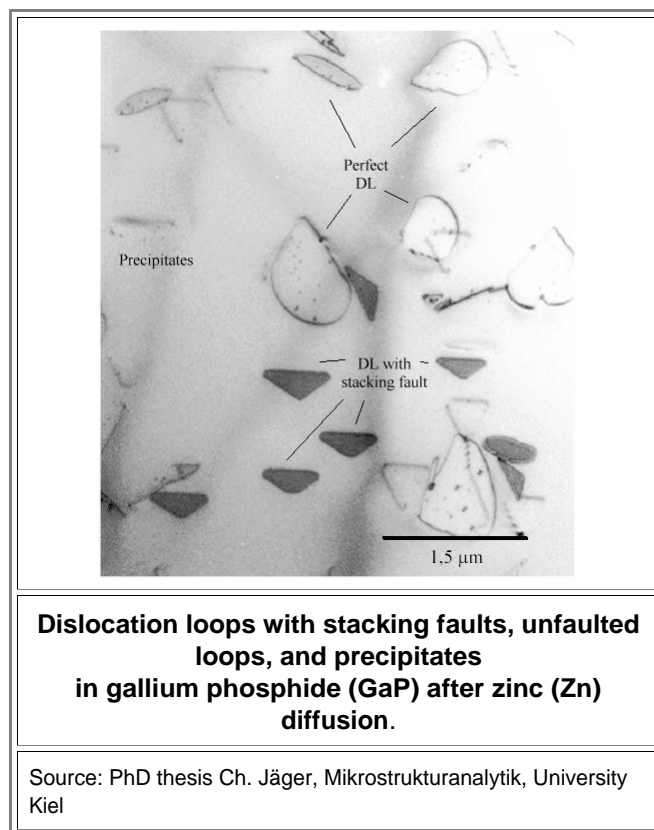 Perfect
DL
Precipitates
DL with
stacking fault
1,5 µm
Dislocation loops with stacking faults, unfaulted
loops, and precipitates
in gallium phosphide (GaP) after zinc (Zn)
diffusion.
Source: PhD thesis Ch. Jäger, Mikrostrukturanalytik, University
Kiel